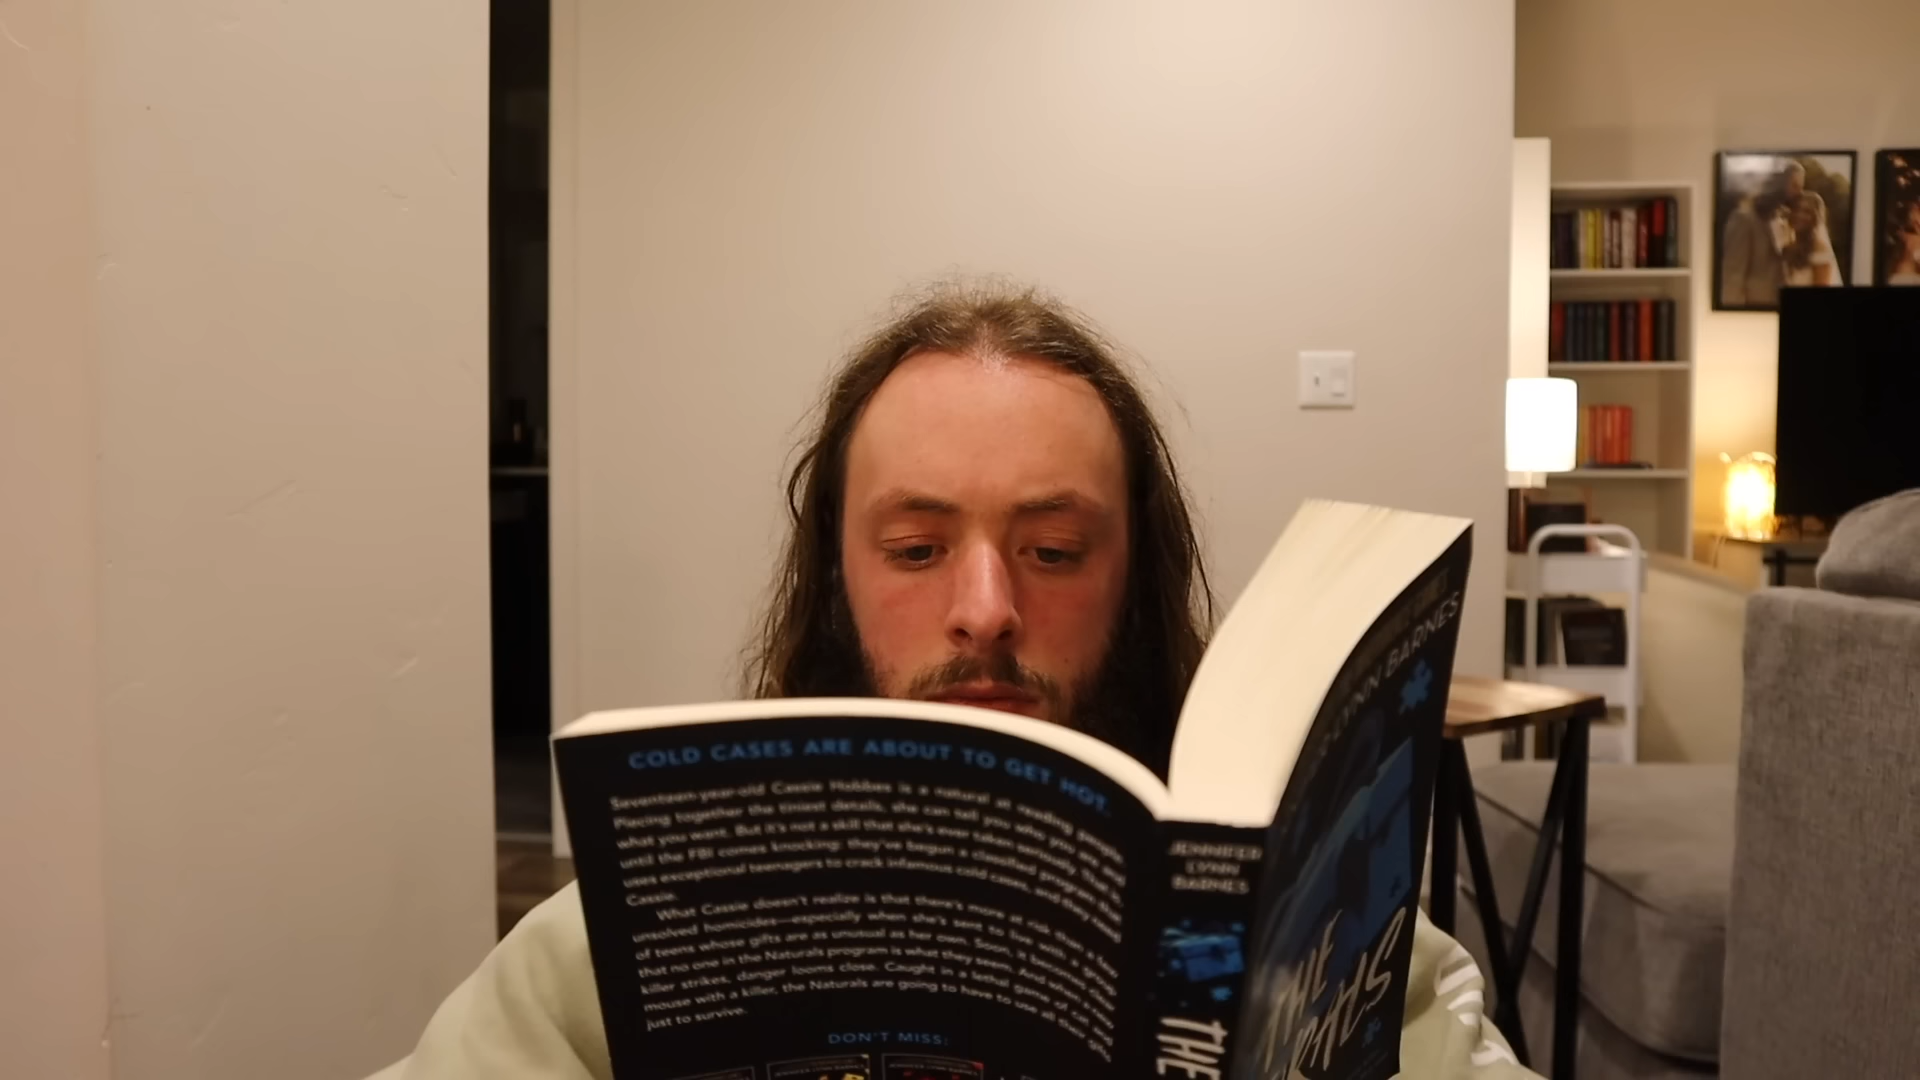 COLD CASES ARE ABOUT TO GET HOT.
Seventeen-year-old Cassie Hobbes is a natural at reading people.
Piecing together the tiniest details, she can tell you who you are and
what you want. But it's not a skill that she's ever taken seriously. That is,
until the FBI comes knocking: they've begun a classified program that
uses exceptional teenagers to crack infamous cold cases, and they need
Cassie.
What Cassie doesn't realize is that there's more at risk than a few
unsolved homicides—especially when she's sent to live with a group
of teens whose gifts are as unusual as her own. Soon, it becomes clear
that no one in the Naturals program is what they seem. And when a new
killer strikes, danger looms close. Caught in a lethal game of cat and
mouse with a killer, the Naturals are going to have to use all their gifts
just to survive.
DON'T MISS:
JENNIFER
LYNN
BARNES
THE
LYNN BARNES
THE